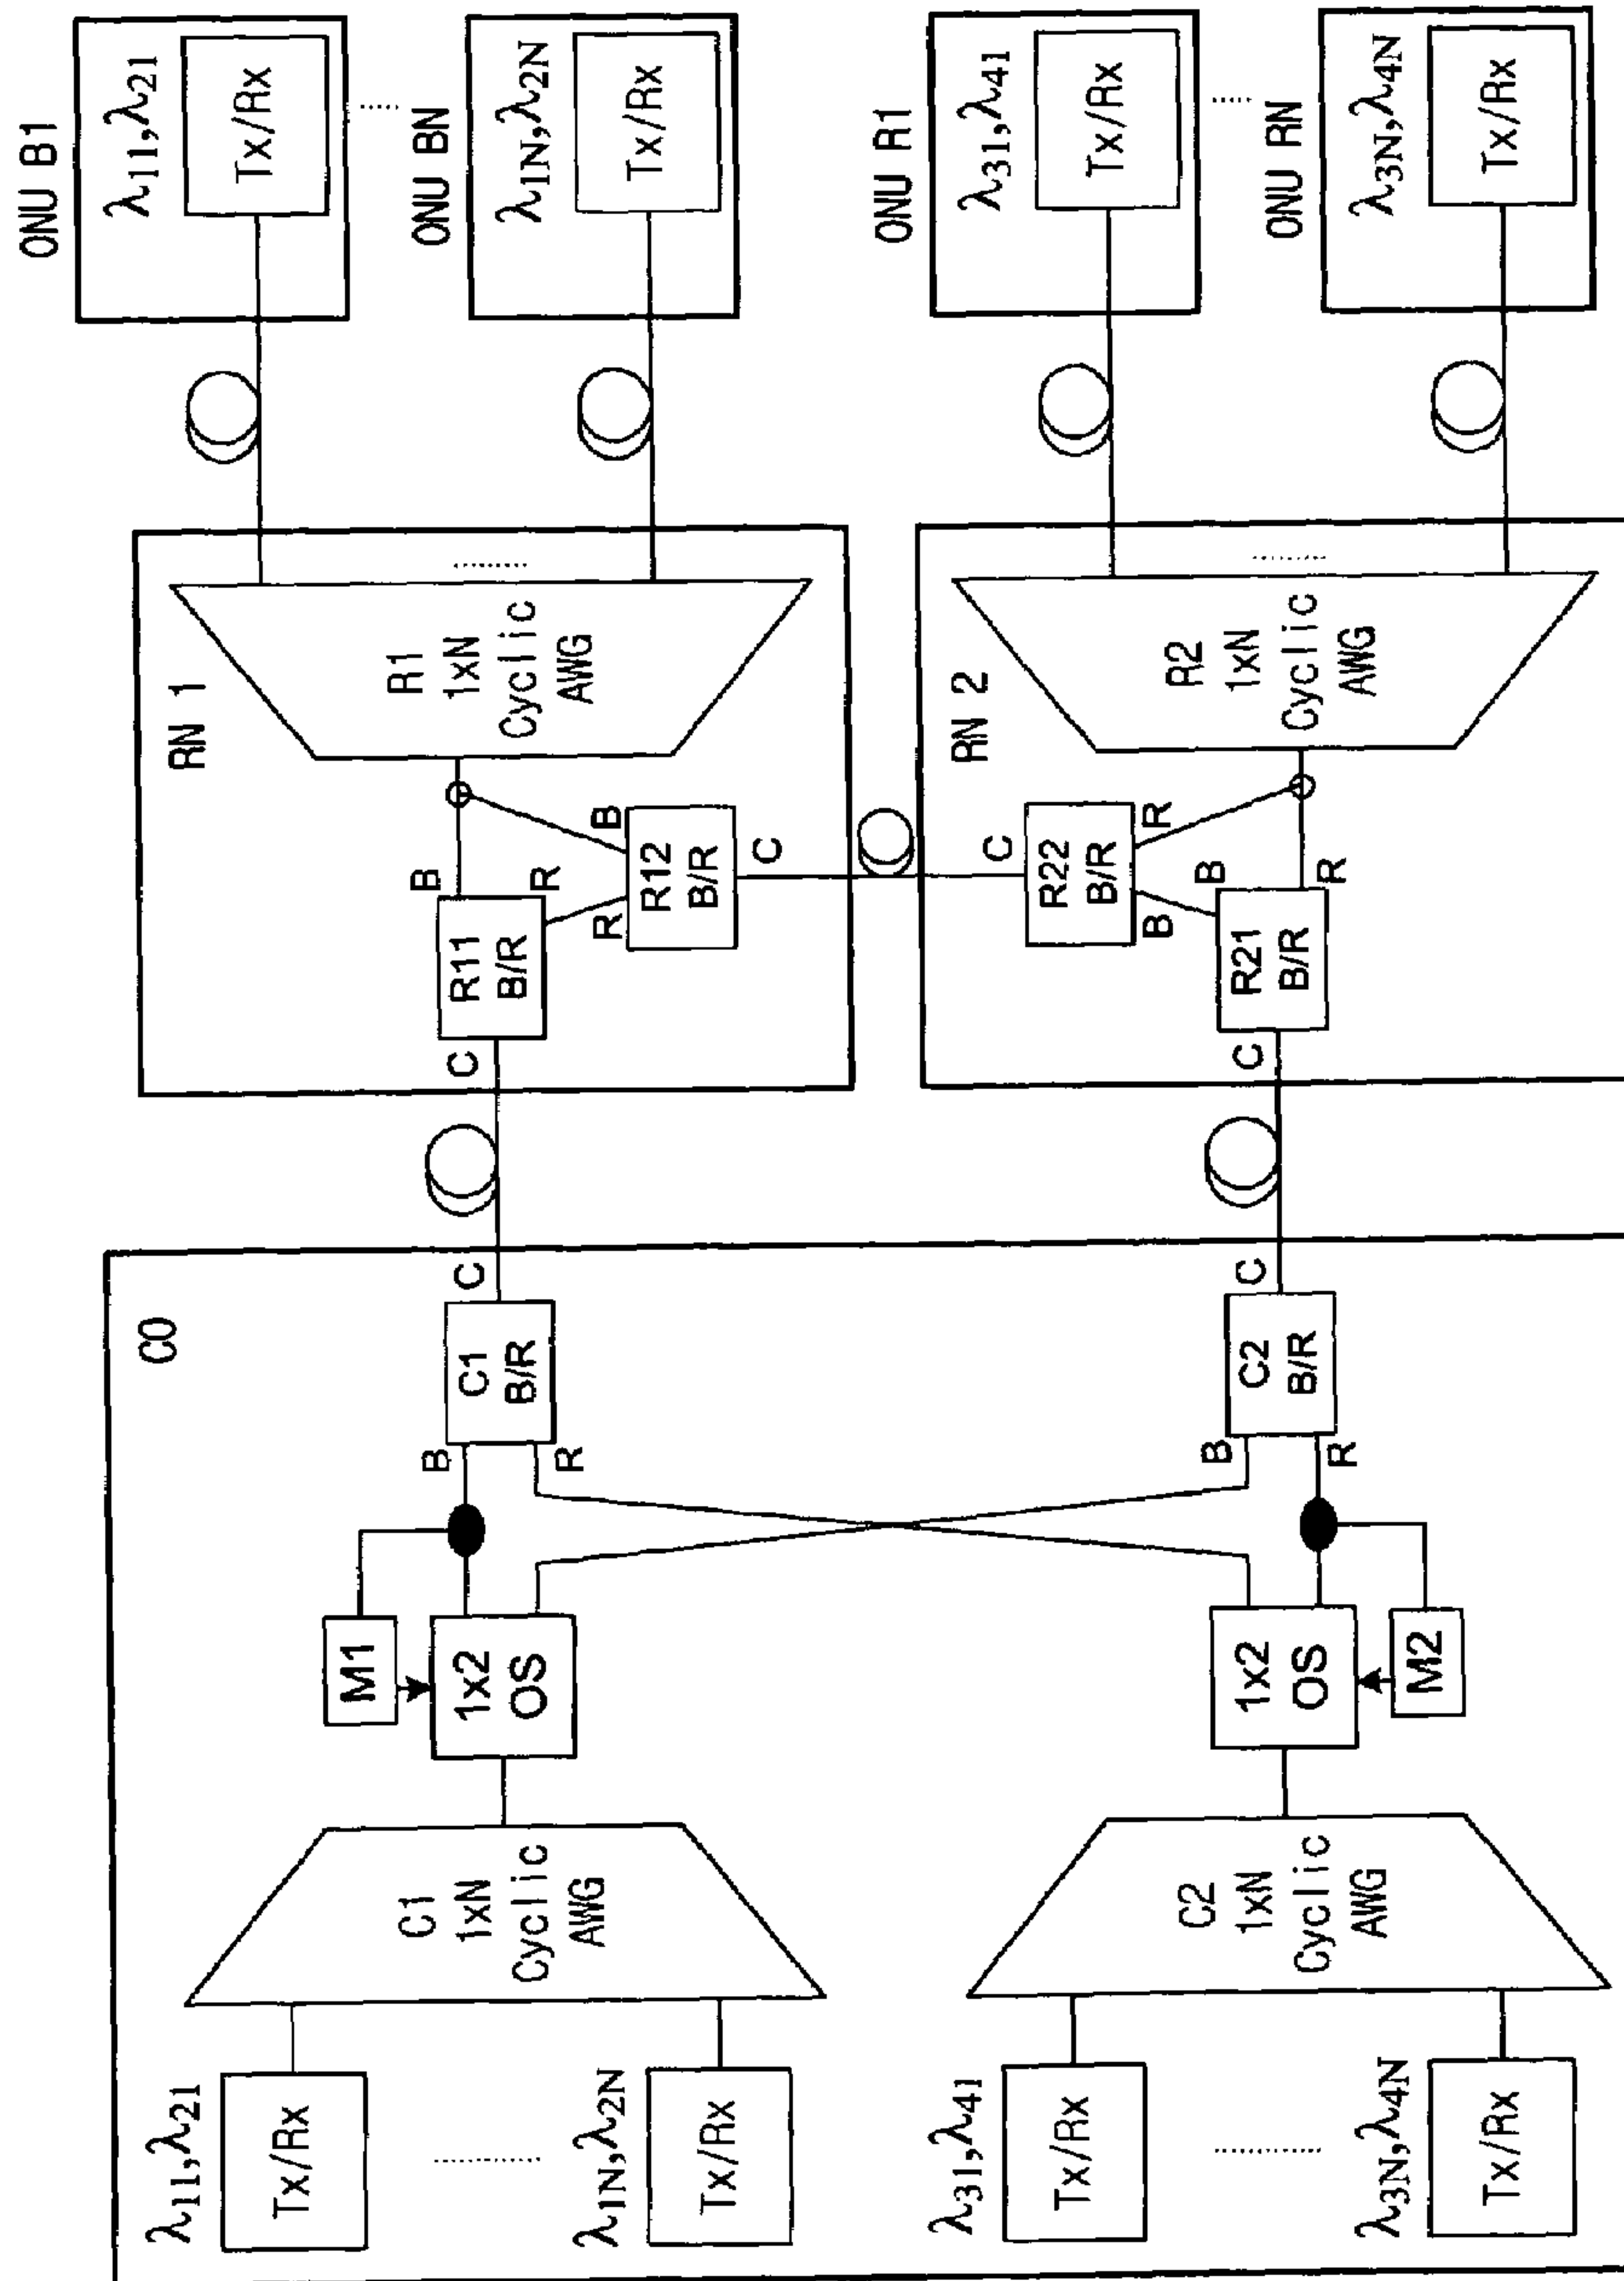 CO
λ11,λ21
Tx/Rx
λ1N,λ2N
Tx/Rx
C1
1xN
Cyclic
AWG
M1
1x2
OS
B
R
C1
B/R
C
λ31,λ41
Tx/Rx
λ3N,λ4N
Tx/Rx
C2
1xN
Cyclic
AWG
1x2
OS
M2
B
R
C2
B/R
C
RN 1
C
R11
B/R
B
R
R
B
R12
B/R
C
R1
1xN
Cyclic
AWG
RN 2
C
R22
B/R
B
R
C
R21
B/R
B
R
R2
1xN
Cyclic
AWG
ONU B1
λ11,λ21
Tx/Rx
ONU BN
λ1N,λ2N
Tx/Rx
ONU R1
λ31,λ41
Tx/Rx
ONU RN
λ3N,λ4N
Tx/Rx